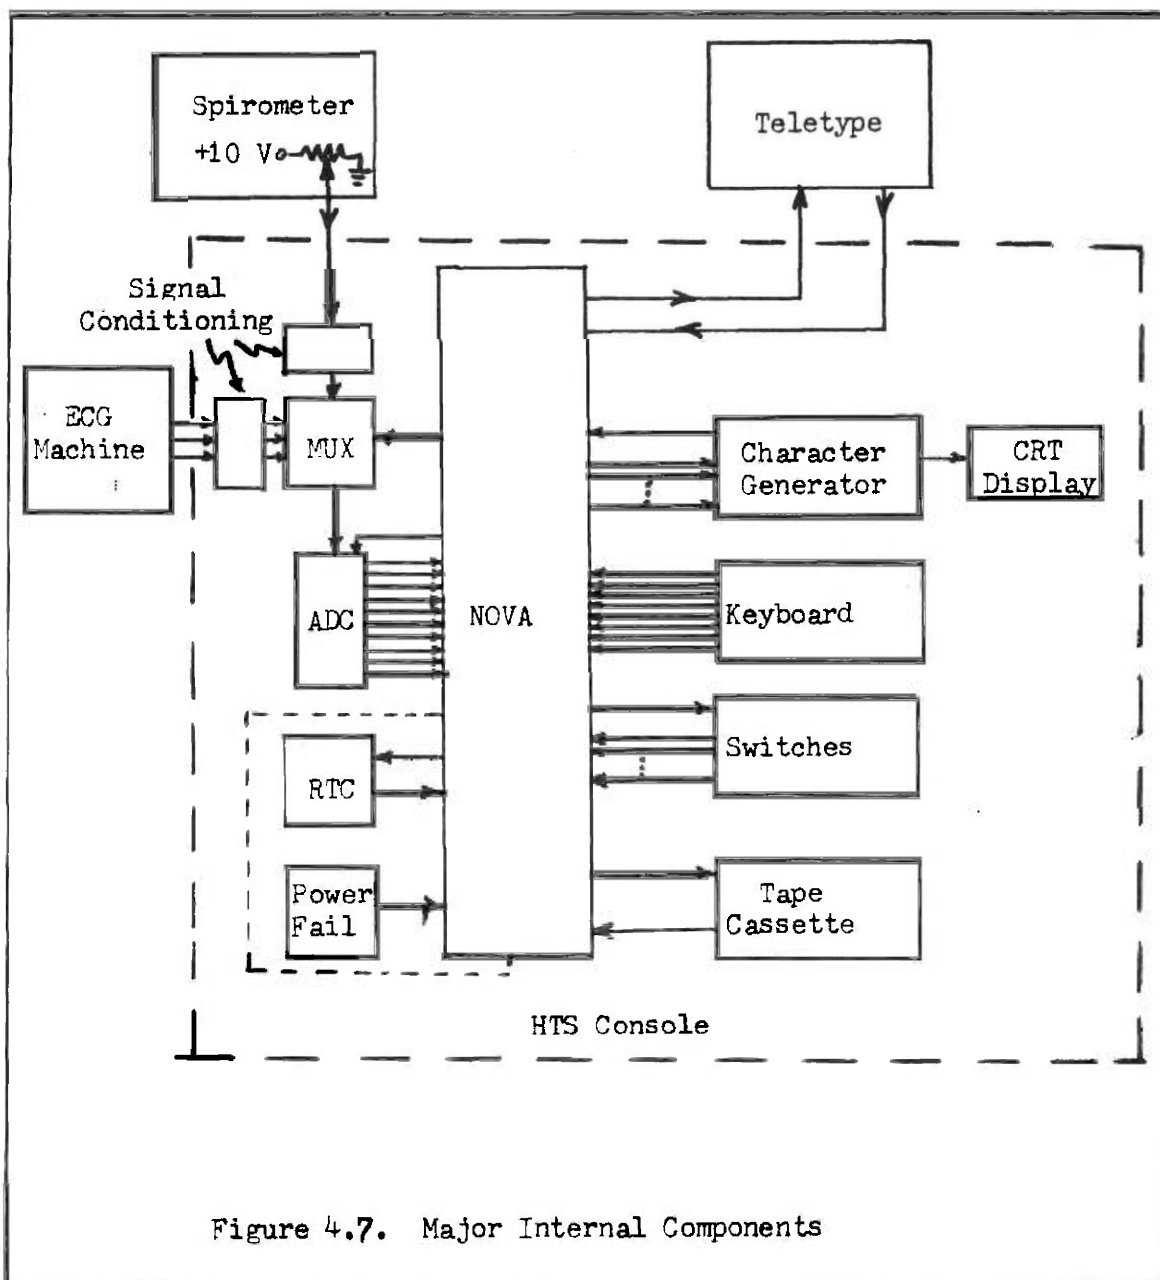 Spirometer
+10 V
Teletype
Signal
Conditioning
ECG
Machine
MUX
Character
Generator
CRT
Display
ADC
NOVA
Keyboard
Switches
RTC
Power
Fail
Tape
Cassette
HTS Console
Figure 4.7. Major Internal Components